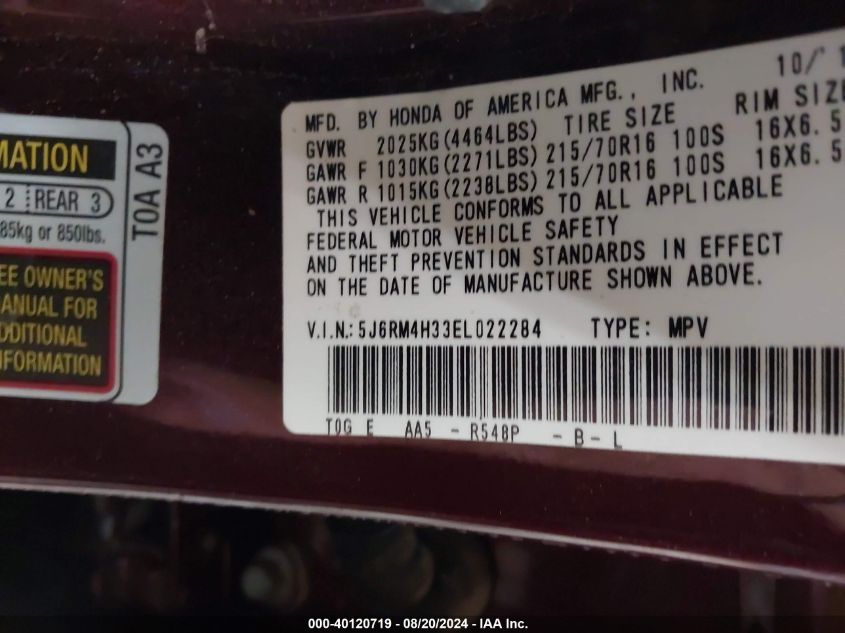 MATION
2 REAR 3
85kg or 850lbs.
EE OWNER'S
ANUAL FOR
DDITIONAL
NFORMATION
TOA A3
MFD. BY HONDA OF AMERICA MFG., INC. 10/
GVWR 2025KG(4464LBS) TIRE SIZE RIM SIZE
GAWR F 1030KG(2271LBS) 215/70R16 100S 16X6.5
GAWR R 1015KG(2238LBS) 215/70R16 100S 16X6.5
THIS VEHICLE CONFORMS TO ALL APPLICABLE
FEDERAL MOTOR VEHICLE SAFETY
AND THEFT PREVENTION STANDARDS IN EFFECT
ON THE DATE OF MANUFACTURE SHOWN ABOVE.
V.I.N.: 5J6RM4H33EL022284 TYPE: MPV
T0G E AA5 - R548P - B - L
000-40120719 - 08/20/2024 - IAA Inc.